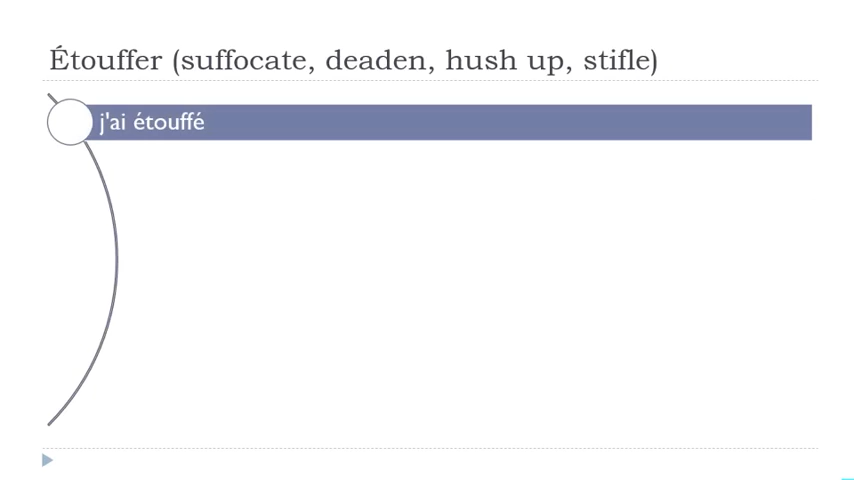 Étouffer (suffocate, deaden, hush up, stifle)
j'ai étouffé